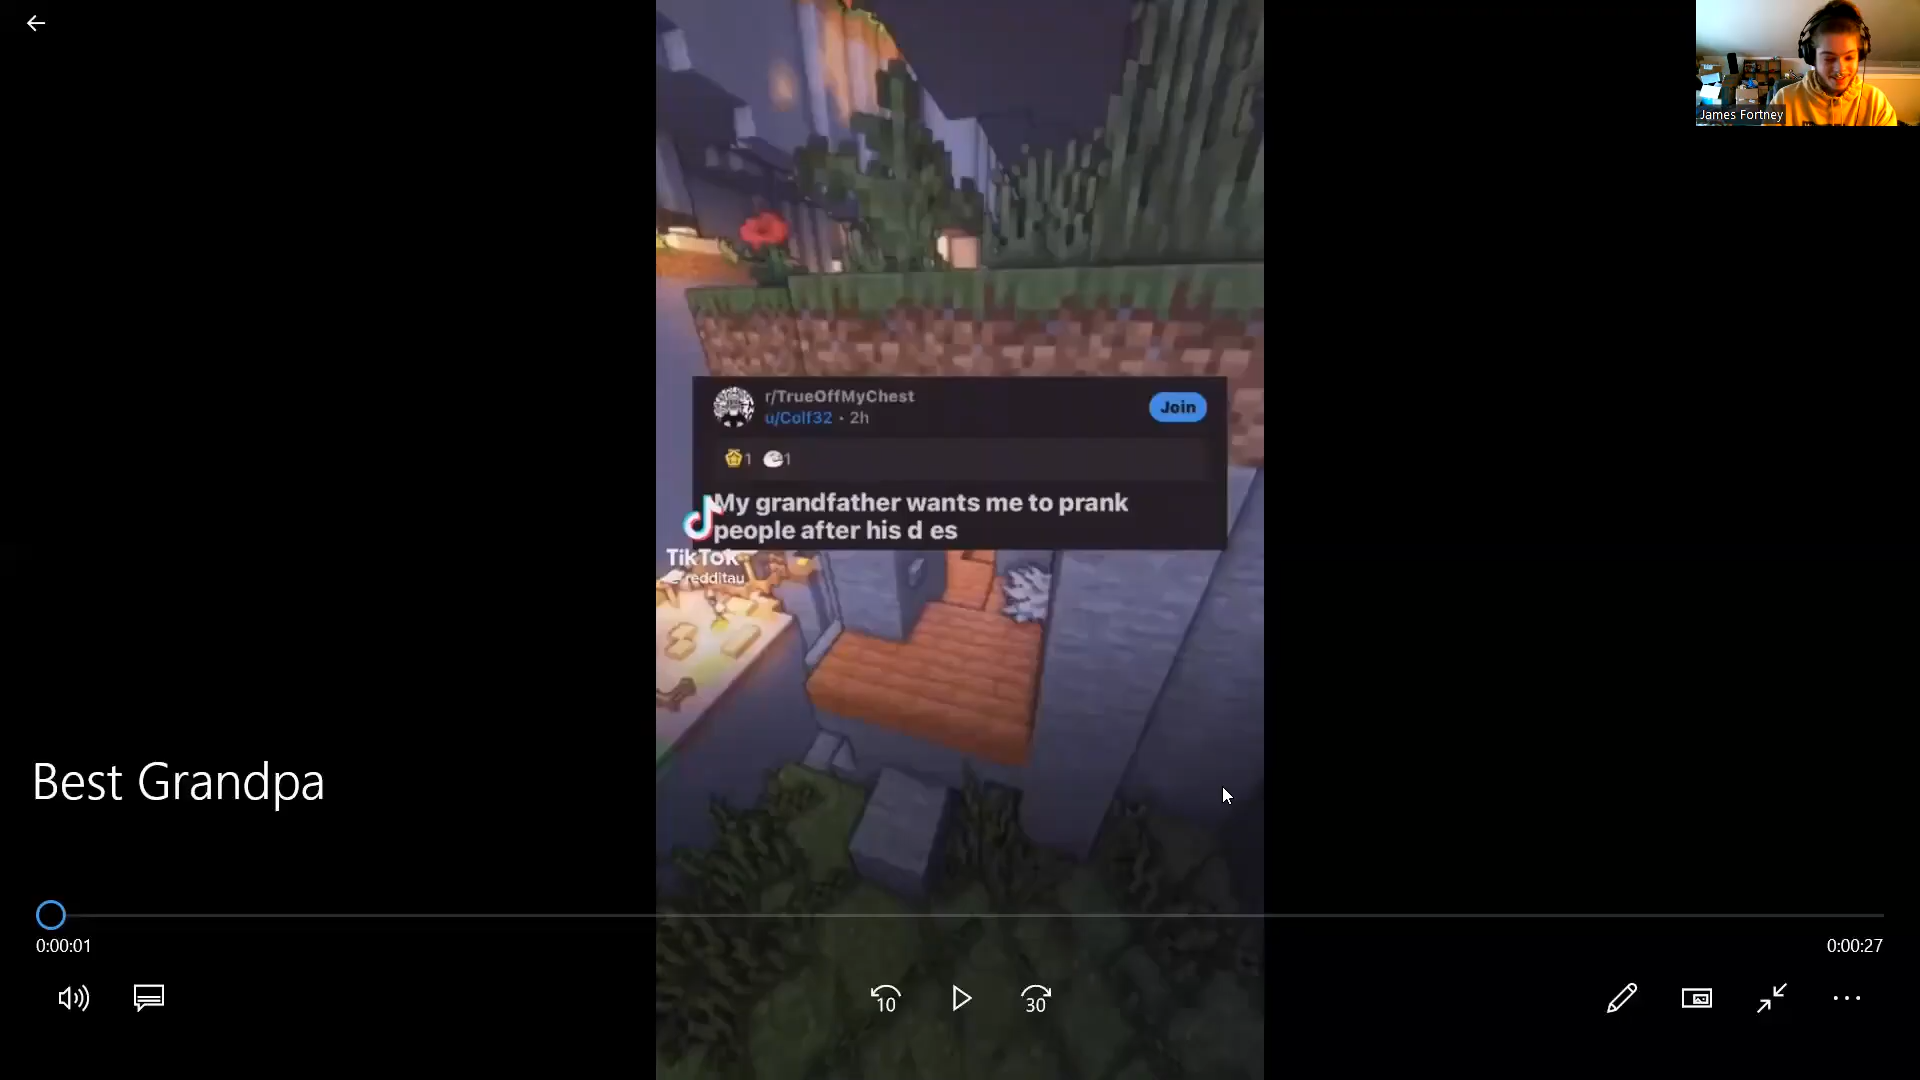 James Fortney
r/TrueOffMyChest
u/Colf32 • 2h
Join
1 1
My grandfather wants me to prank
people after his d es
TikTok
redditau
Best Grandpa
0:00:01
0:00:27
10
30